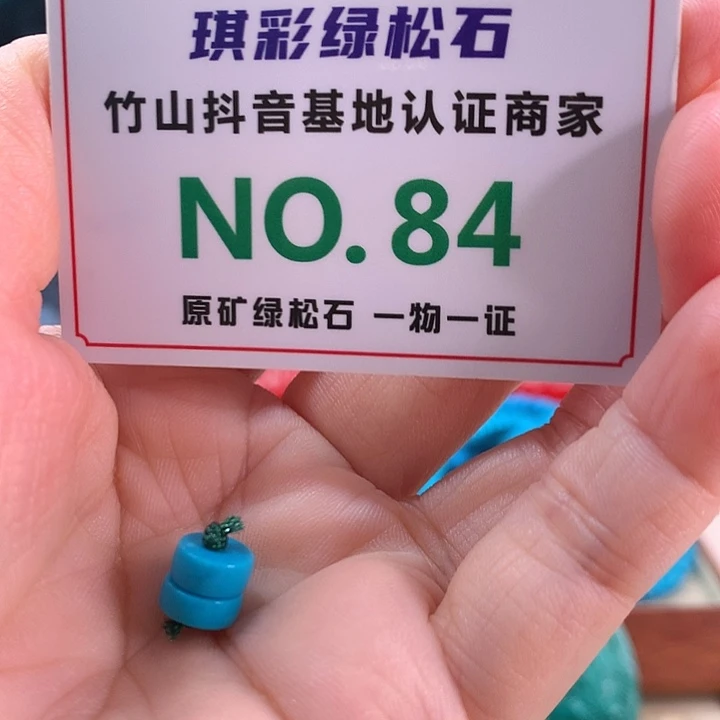 琪彩绿松石
竹山抖音基地认证商家
NO. 84
原矿绿松石 一物一证